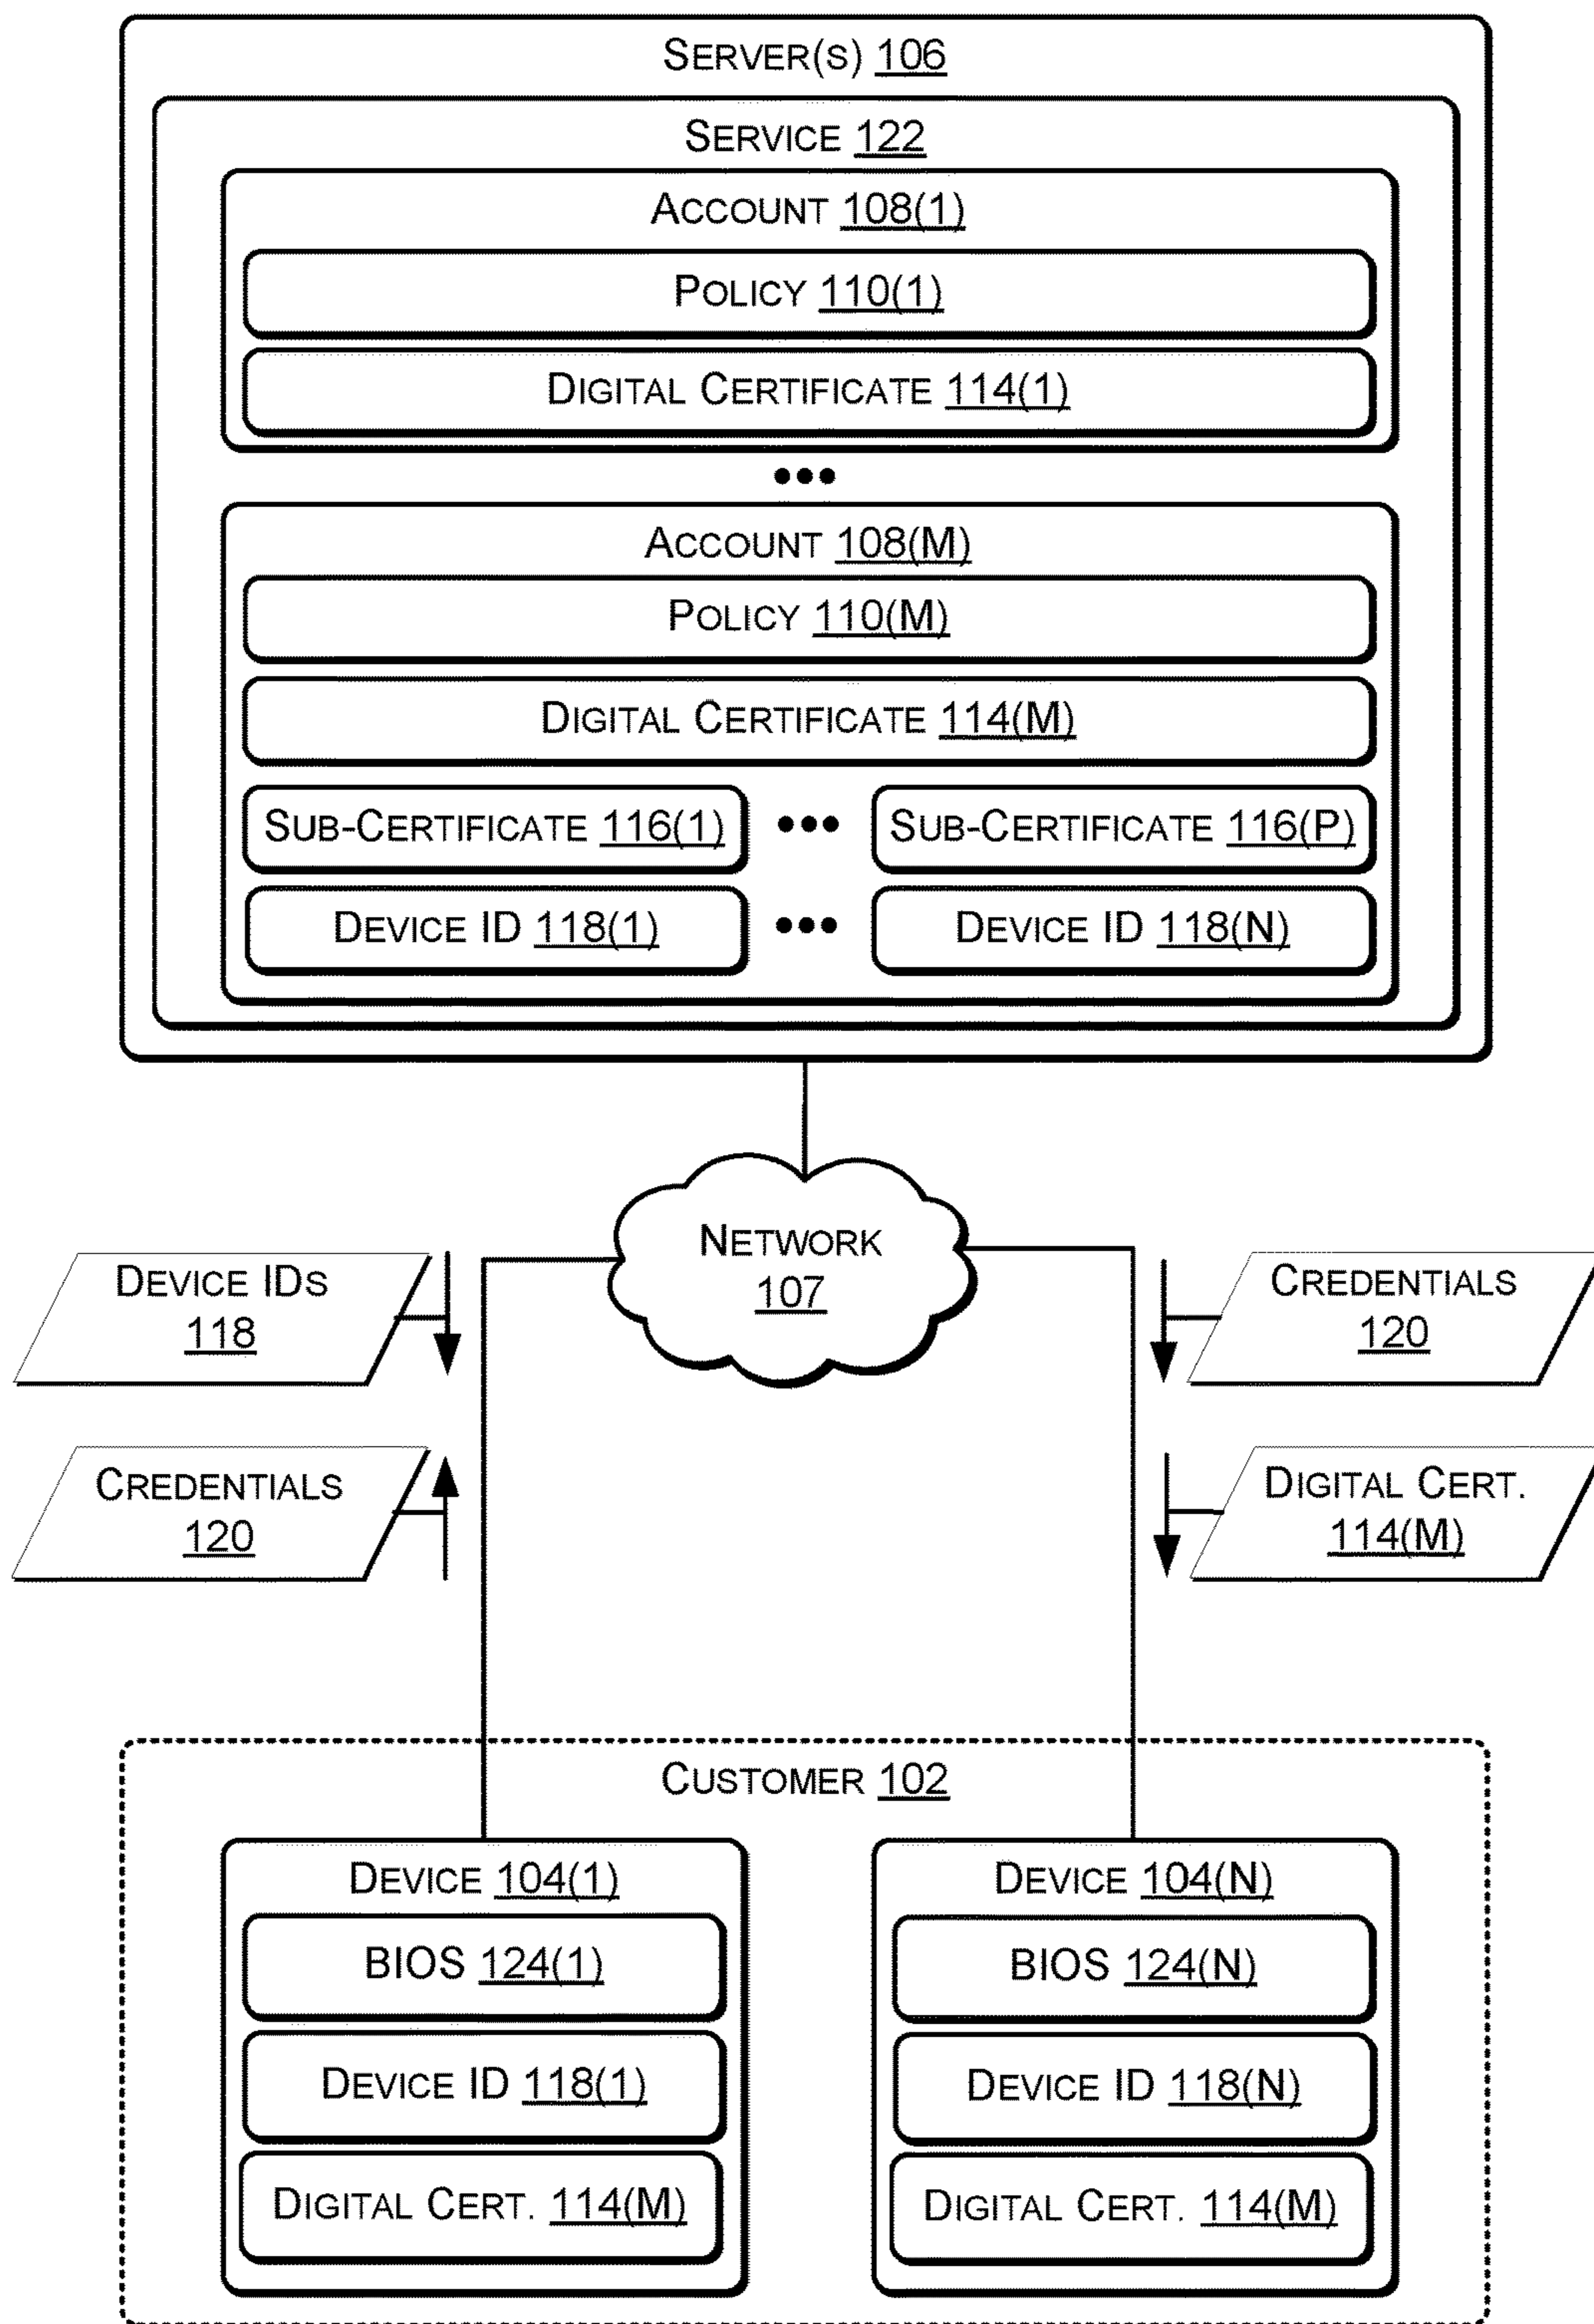 SERVER(S) 106
SERVICE 122
ACCOUNT 108(1)
POLICY 110(1)
DIGITAL CERTIFICATE 114(1)
•••
ACCOUNT 108(M)
POLICY 110(M)
DIGITAL CERTIFICATE 114(M)
SUB-CERTIFICATE 116(1) ••• SUB-CERTIFICATE 116(P)
DEVICE ID 118(1) ••• DEVICE ID 118(N)
NETWORK
107
DEVICE IDS
118
CREDENTIALS
120
CREDENTIALS
120
DIGITAL CERT.
114(M)
CUSTOMER 102
DEVICE 104(1)
BIOS 124(1)
DEVICE ID 118(1)
DIGITAL CERT. 114(M)
DEVICE 104(N)
BIOS 124(N)
DEVICE ID 118(N)
DIGITAL CERT. 114(M)